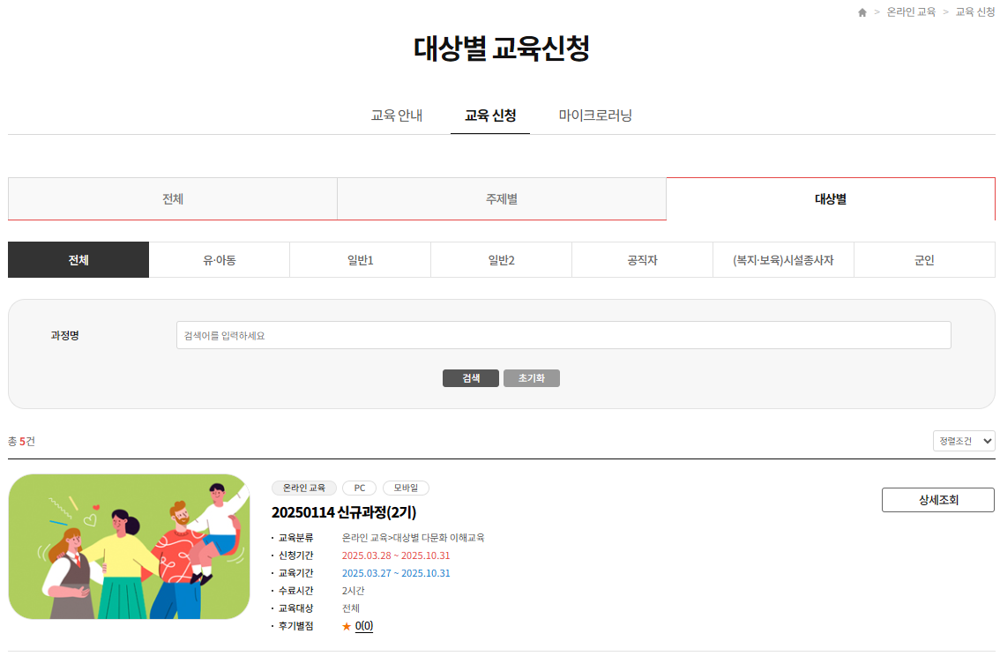 > 온라인 교육 > 교육 신청
대상별 교육신청
교육 안내 교육 신청 마이크로러닝
전체 주제별 대상별
전체 유·아동 일반1 일반2 공직자 (복지·보육)시설종사자 군인
과정명 검색어를 입력하세요
검색 초기화
총 5건 정렬조건
온라인 교육 PC 모바일
20250114 신규과정(2기) 상세조회
· 교육분류 온라인 교육>대상별 다문화 이해교육
· 신청기간 2025.03.28 ~ 2025.10.31
· 교육기간 2025.03.27 ~ 2025.10.31
· 수료시간 2시간
· 교육대상 전체
· 후기별점 ★ 0(0)